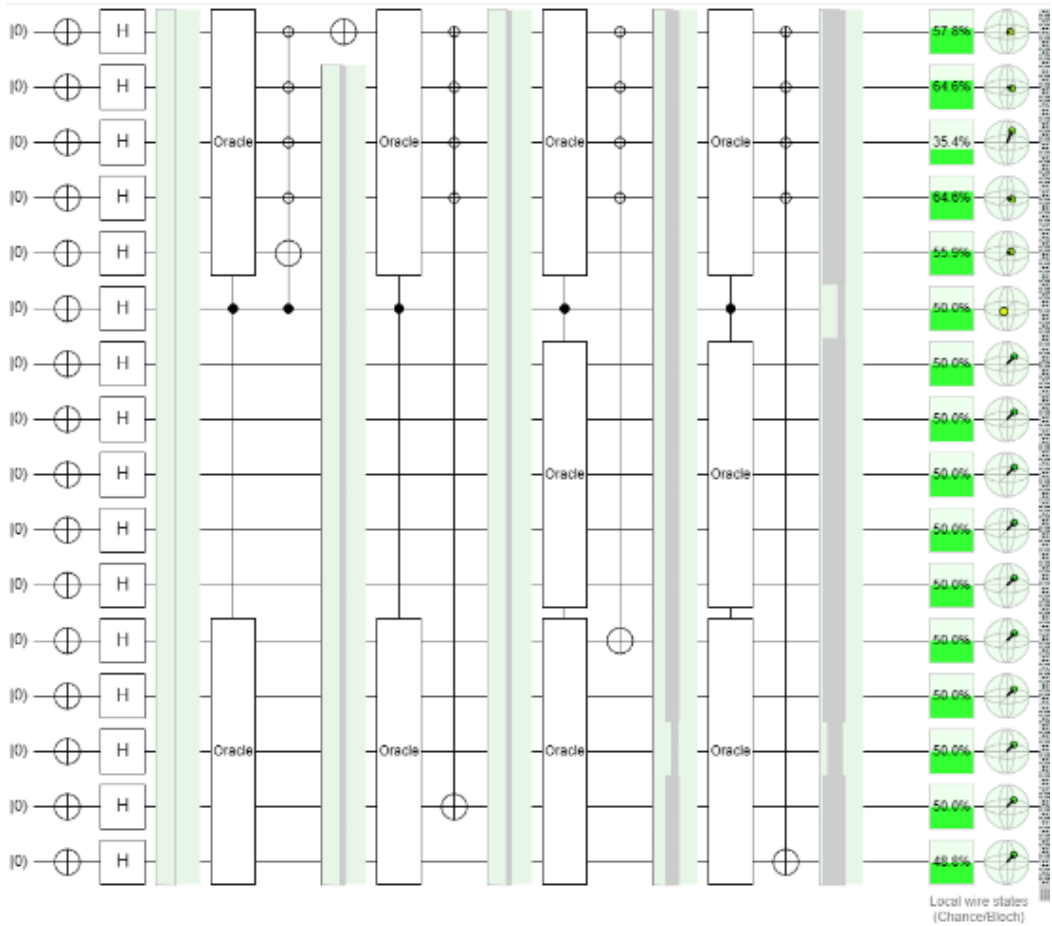 |0⟩ H 57.8%
|0⟩ H 64.6%
|0⟩ H Oracle Oracle Oracle Oracle 35.4%
|0⟩ H 64.6%
|0⟩ H 55.9%
|0⟩ H 50.0%
|0⟩ H 50.0%
|0⟩ H 50.0%
|0⟩ H Oracle Oracle 50.0%
|0⟩ H 50.0%
|0⟩ H 50.0%
|0⟩ H 50.0%
|0⟩ H 50.0%
|0⟩ H Oracle Oracle Oracle Oracle 50.0%
|0⟩ H 50.0%
|0⟩ H 48.8%
Local wire states
(Chance/Bloch)